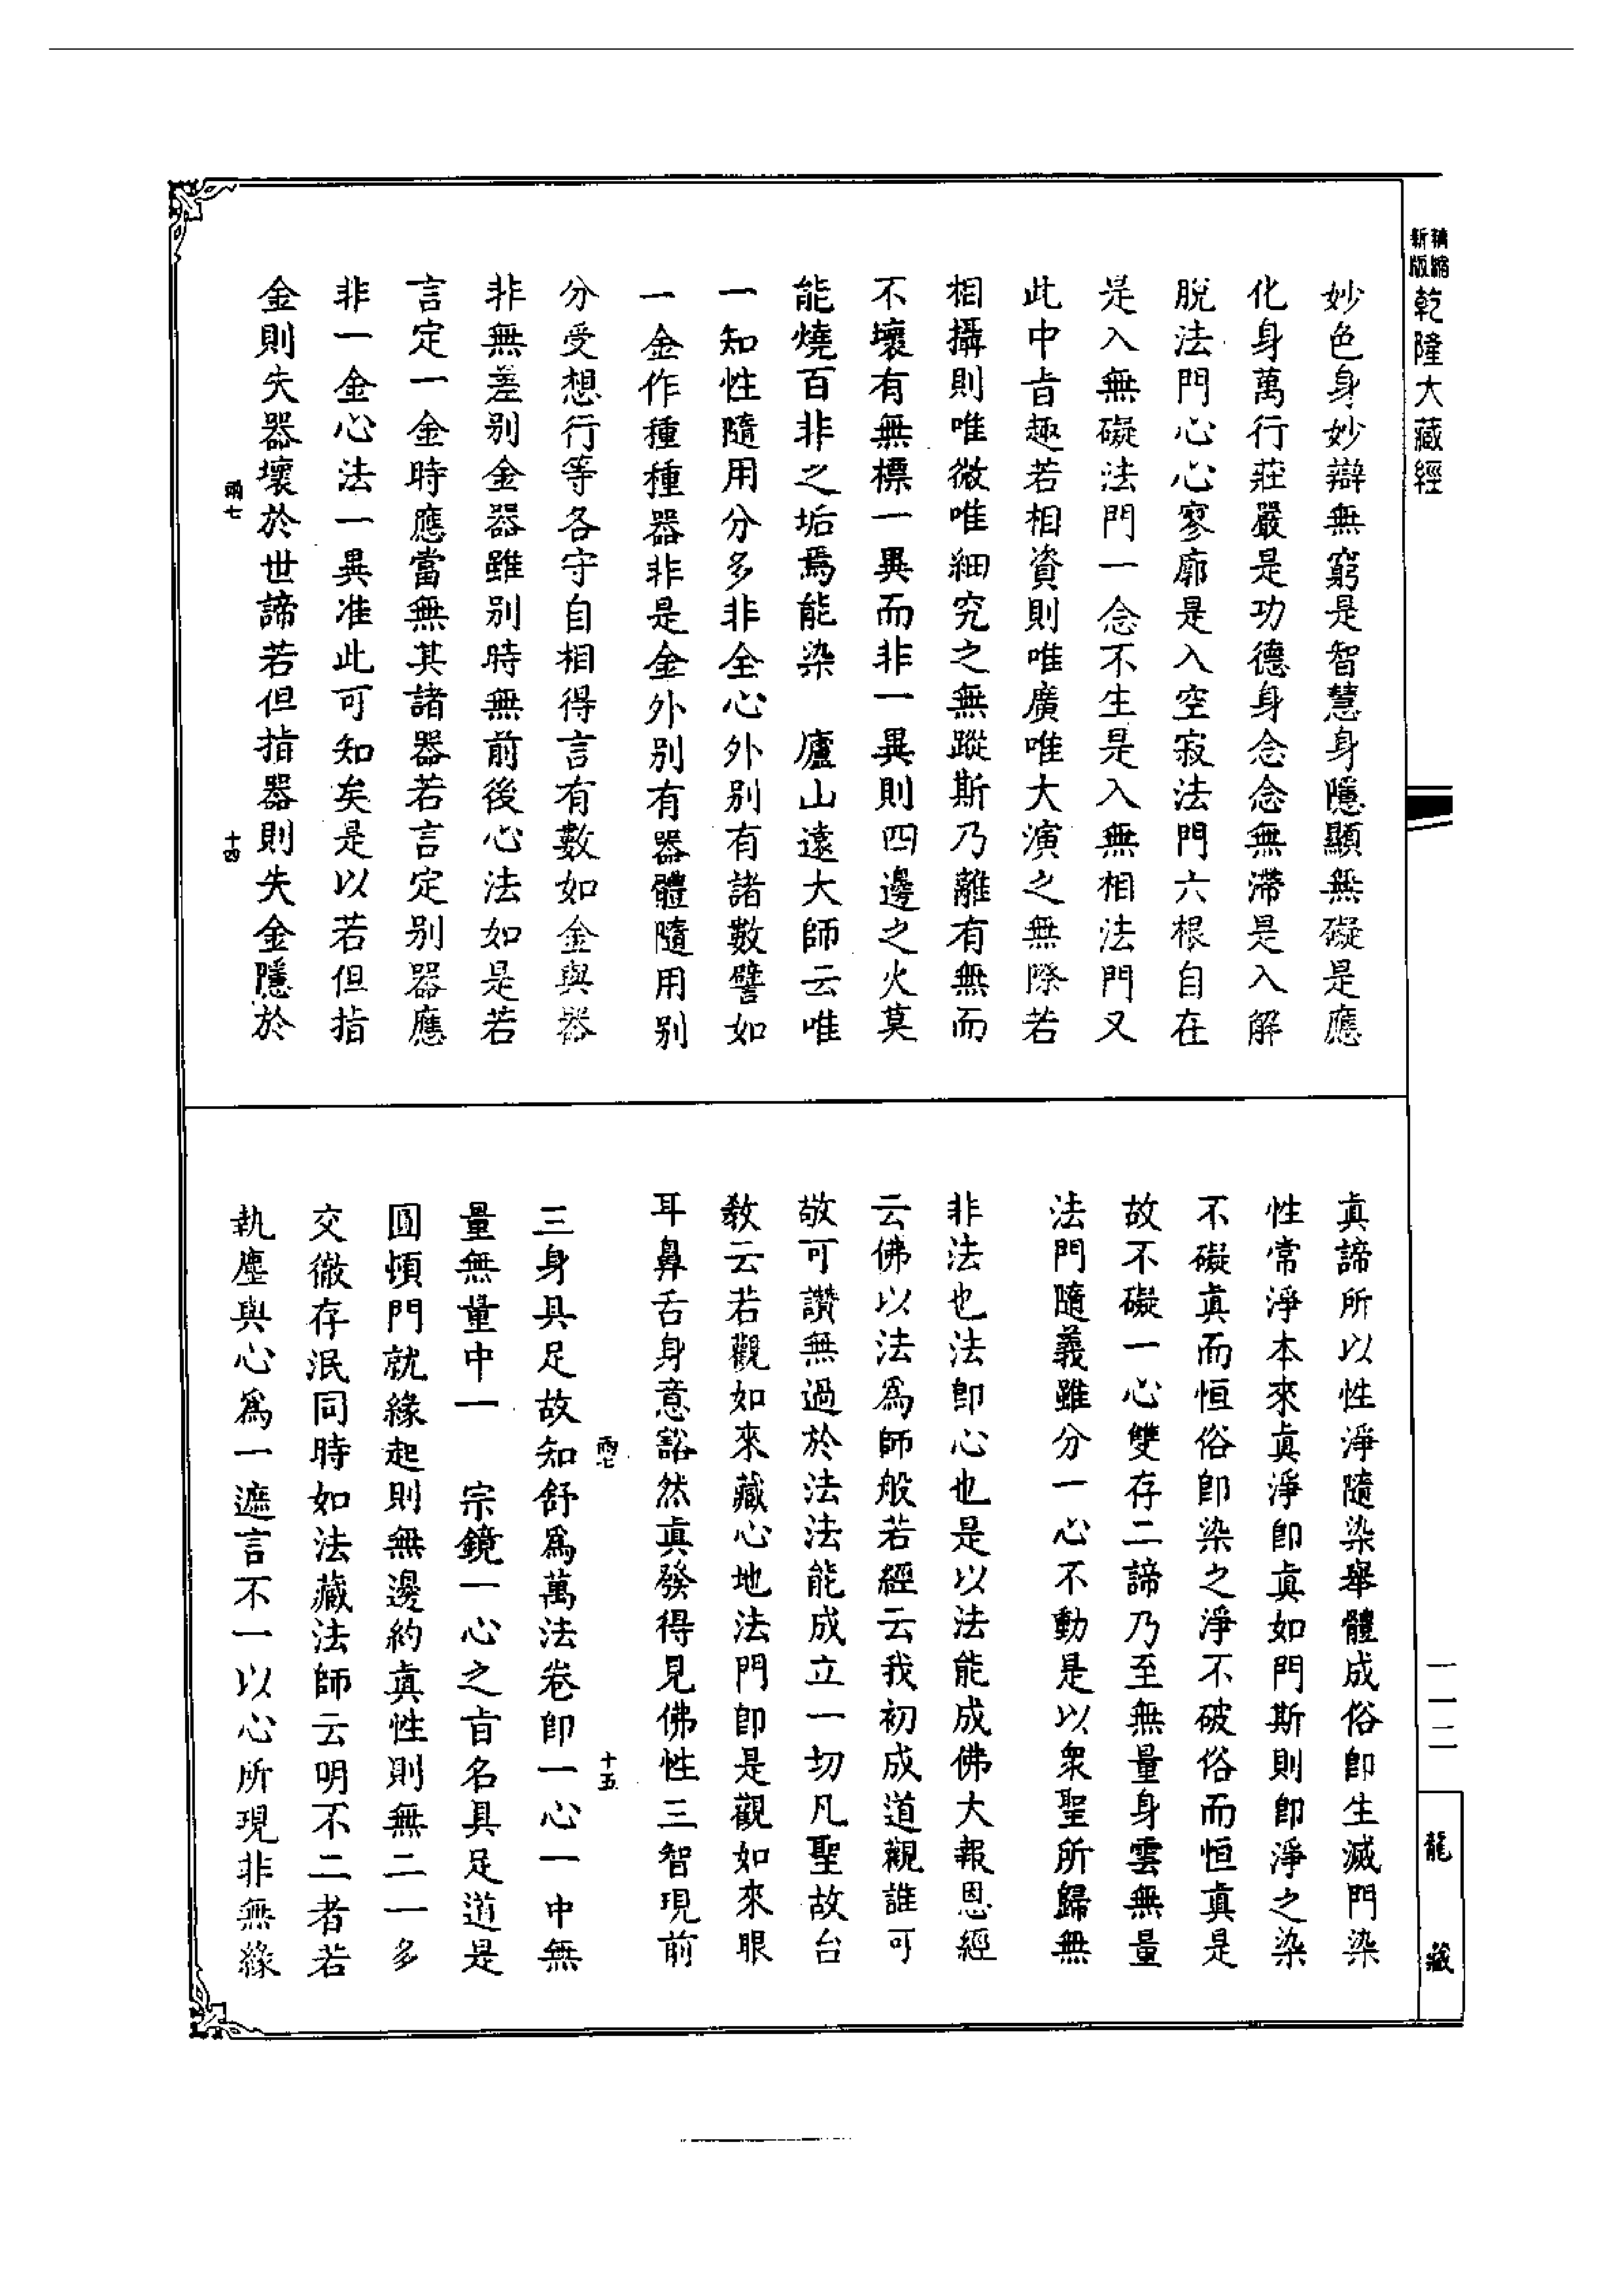 精縮
新版
乾隆大藏經
妙色身妙辯無窮是智慧身隱顯無礙是應
化身萬行莊嚴是功德身念念無滯是入解
脫法門心心寥廓是入空寂法門六根自在
是入無礙法門一念不生是入無相法門又
此中旨趣若相資則唯廣唯大演之無際若
相攝則唯微唯細究之無蹤斯乃離有無而
不壞有無標一異而非一異則四邊之火莫
能燒百非之垢焉能染　廬山遠大師云唯
一知性隨用分多非全心外別有諸數譬如
一金作種種器非是金外別有器體隨用別
分受想行等各守自相得言有數如金與器
非無差別金器雖別時無前後心法如是若
言定一金時應當無其諸器若言定別器應
非一金心法一異准此可知矣是以若但指
金則失器壞於世諦若但指器則失金隱於
雨七
十四
真諦所以性淨隨染舉體成俗即生滅門染
性常淨本來真淨即真如門斯則即淨之染
不礙真而恒俗即染之淨不破俗而恒真是
故不礙一心雙存二諦乃至無量身雲無量
法門隨義雖分一心不動是以衆聖所歸無
非法也法即心也是以法能成佛大報恩經
云佛以法爲師般若經云我初成道觀誰可
敬可讚無過於法法能成立一切凡聖故台
教云若觀如來藏心地法門即是觀如來眼
耳鼻舌身意豁然真發得見佛性三智現前
雨七
十五
三身具足故知舒爲萬法卷即一心一中無
量無量中一　宗鏡一心之旨名具足道是
圓頓門就緣起則無邊約真性則無二一多
交徹存泯同時如法藏法師云明不二者若
執塵與心爲一遮言不一以心所現非無緣
一一二
龍藏